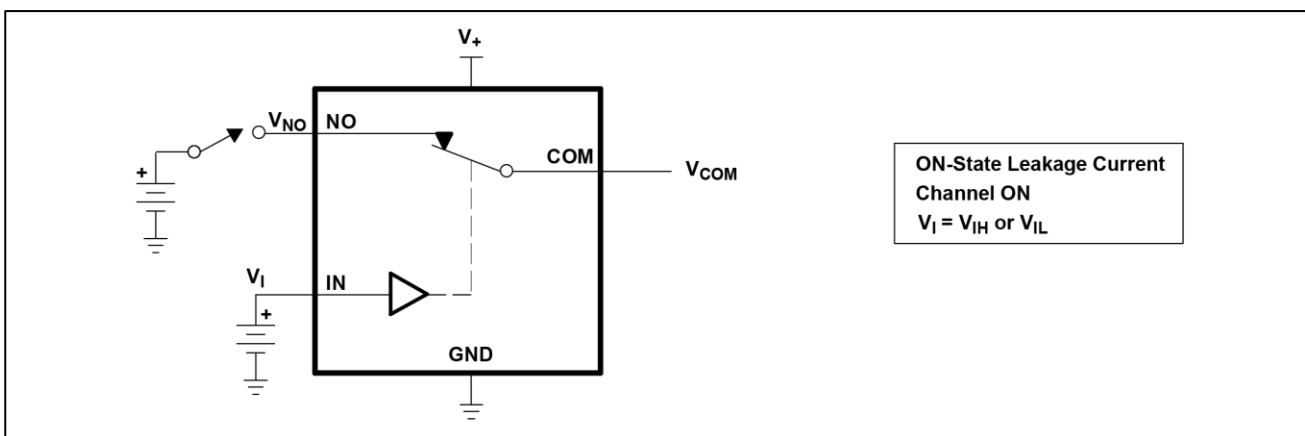 V+
VNO
NO
COM
VCOM
+
VI
IN
+
GND
ON-State Leakage Current
Channel ON
VI = VIH or VIL